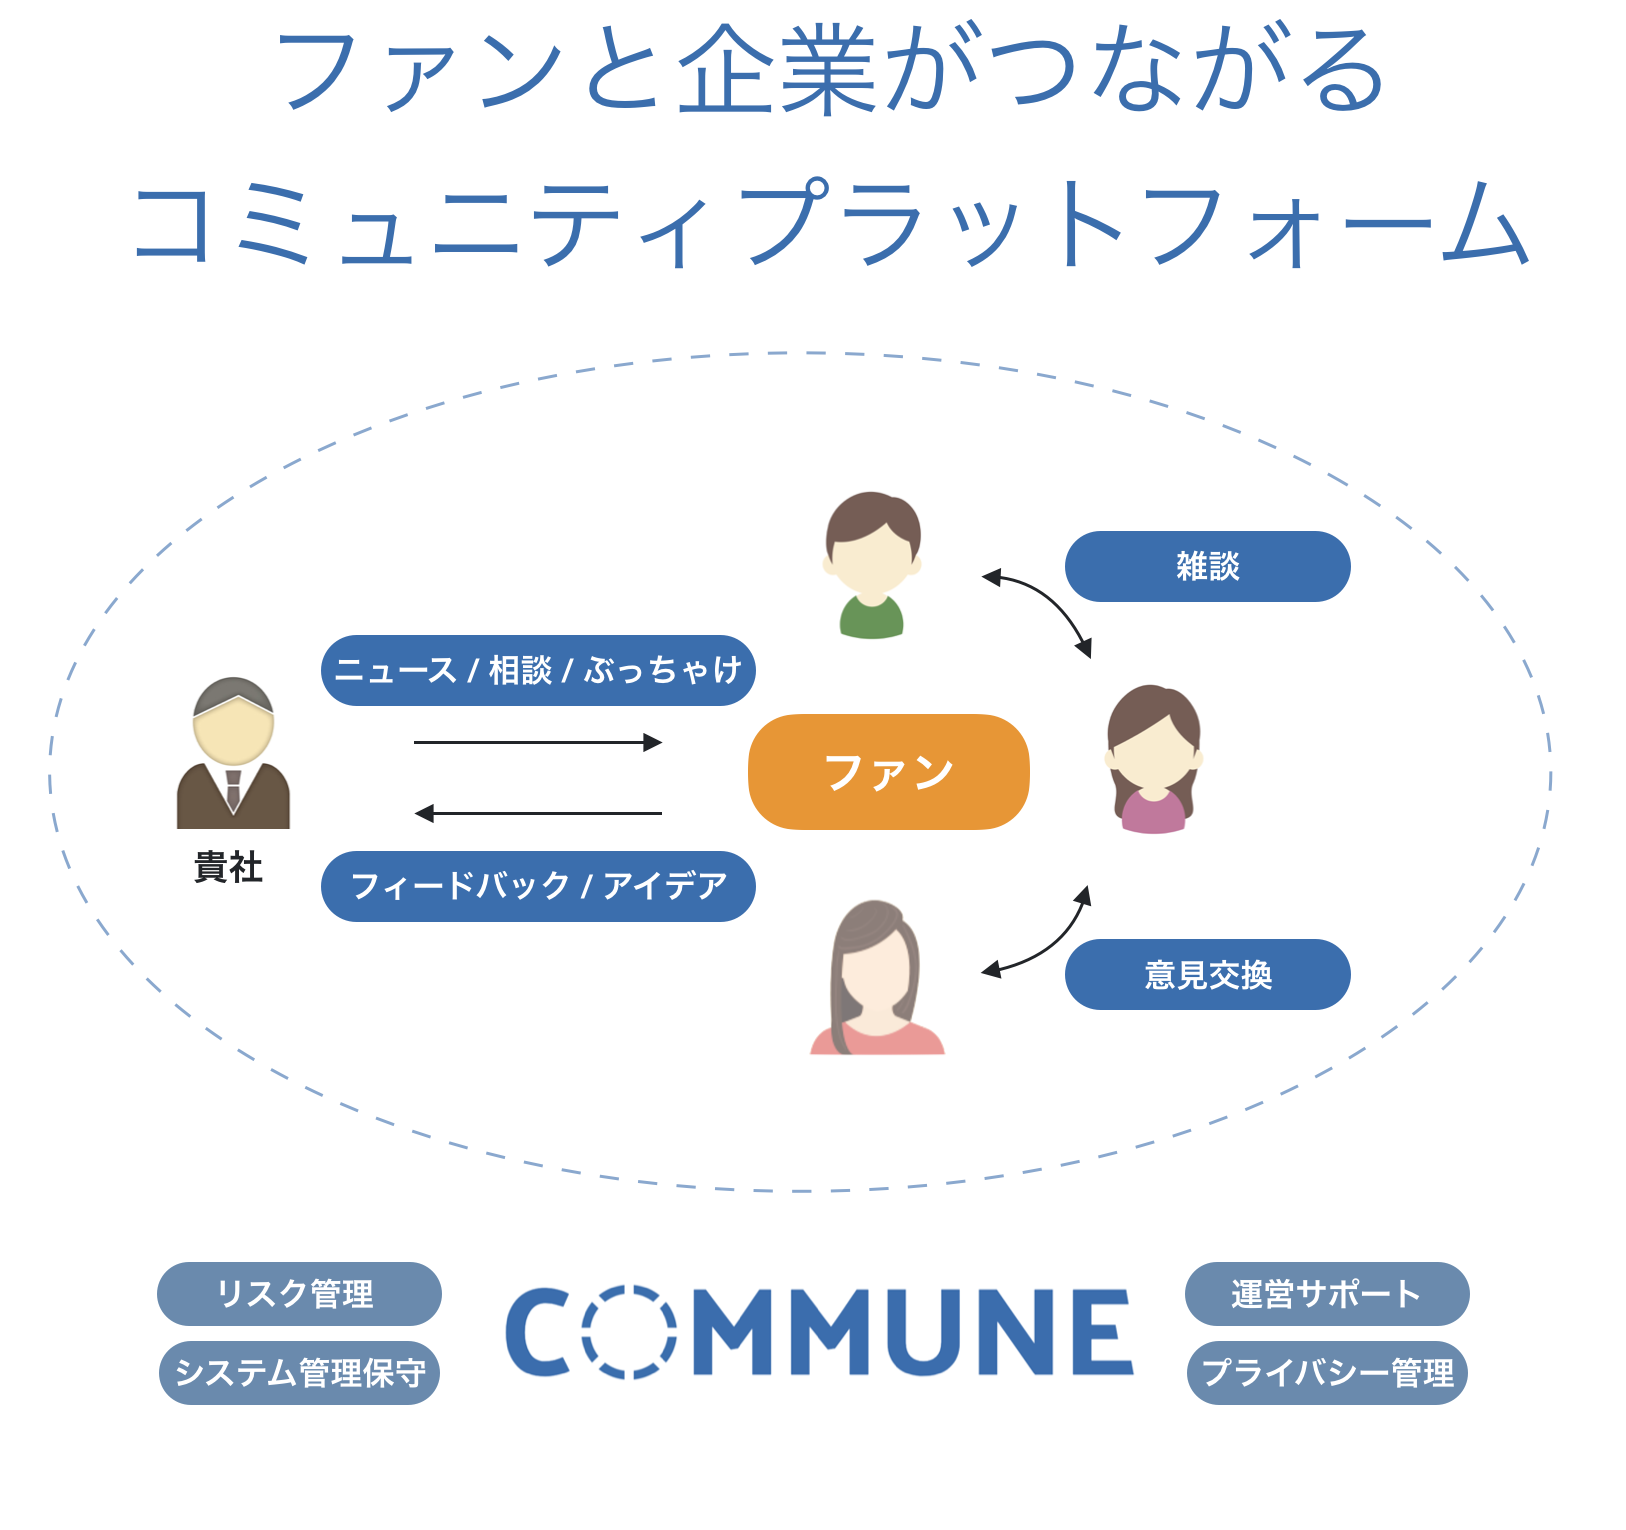 ファンと企業がつながる
コミュニティプラットフォーム
雑談
ニュース / 相談 / ぶっちゃけ
ファン
貴社
フィードバック / アイデア
意見交換
リスク管理
システム管理保守
COMMUNE
運営サポート
プライバシー管理